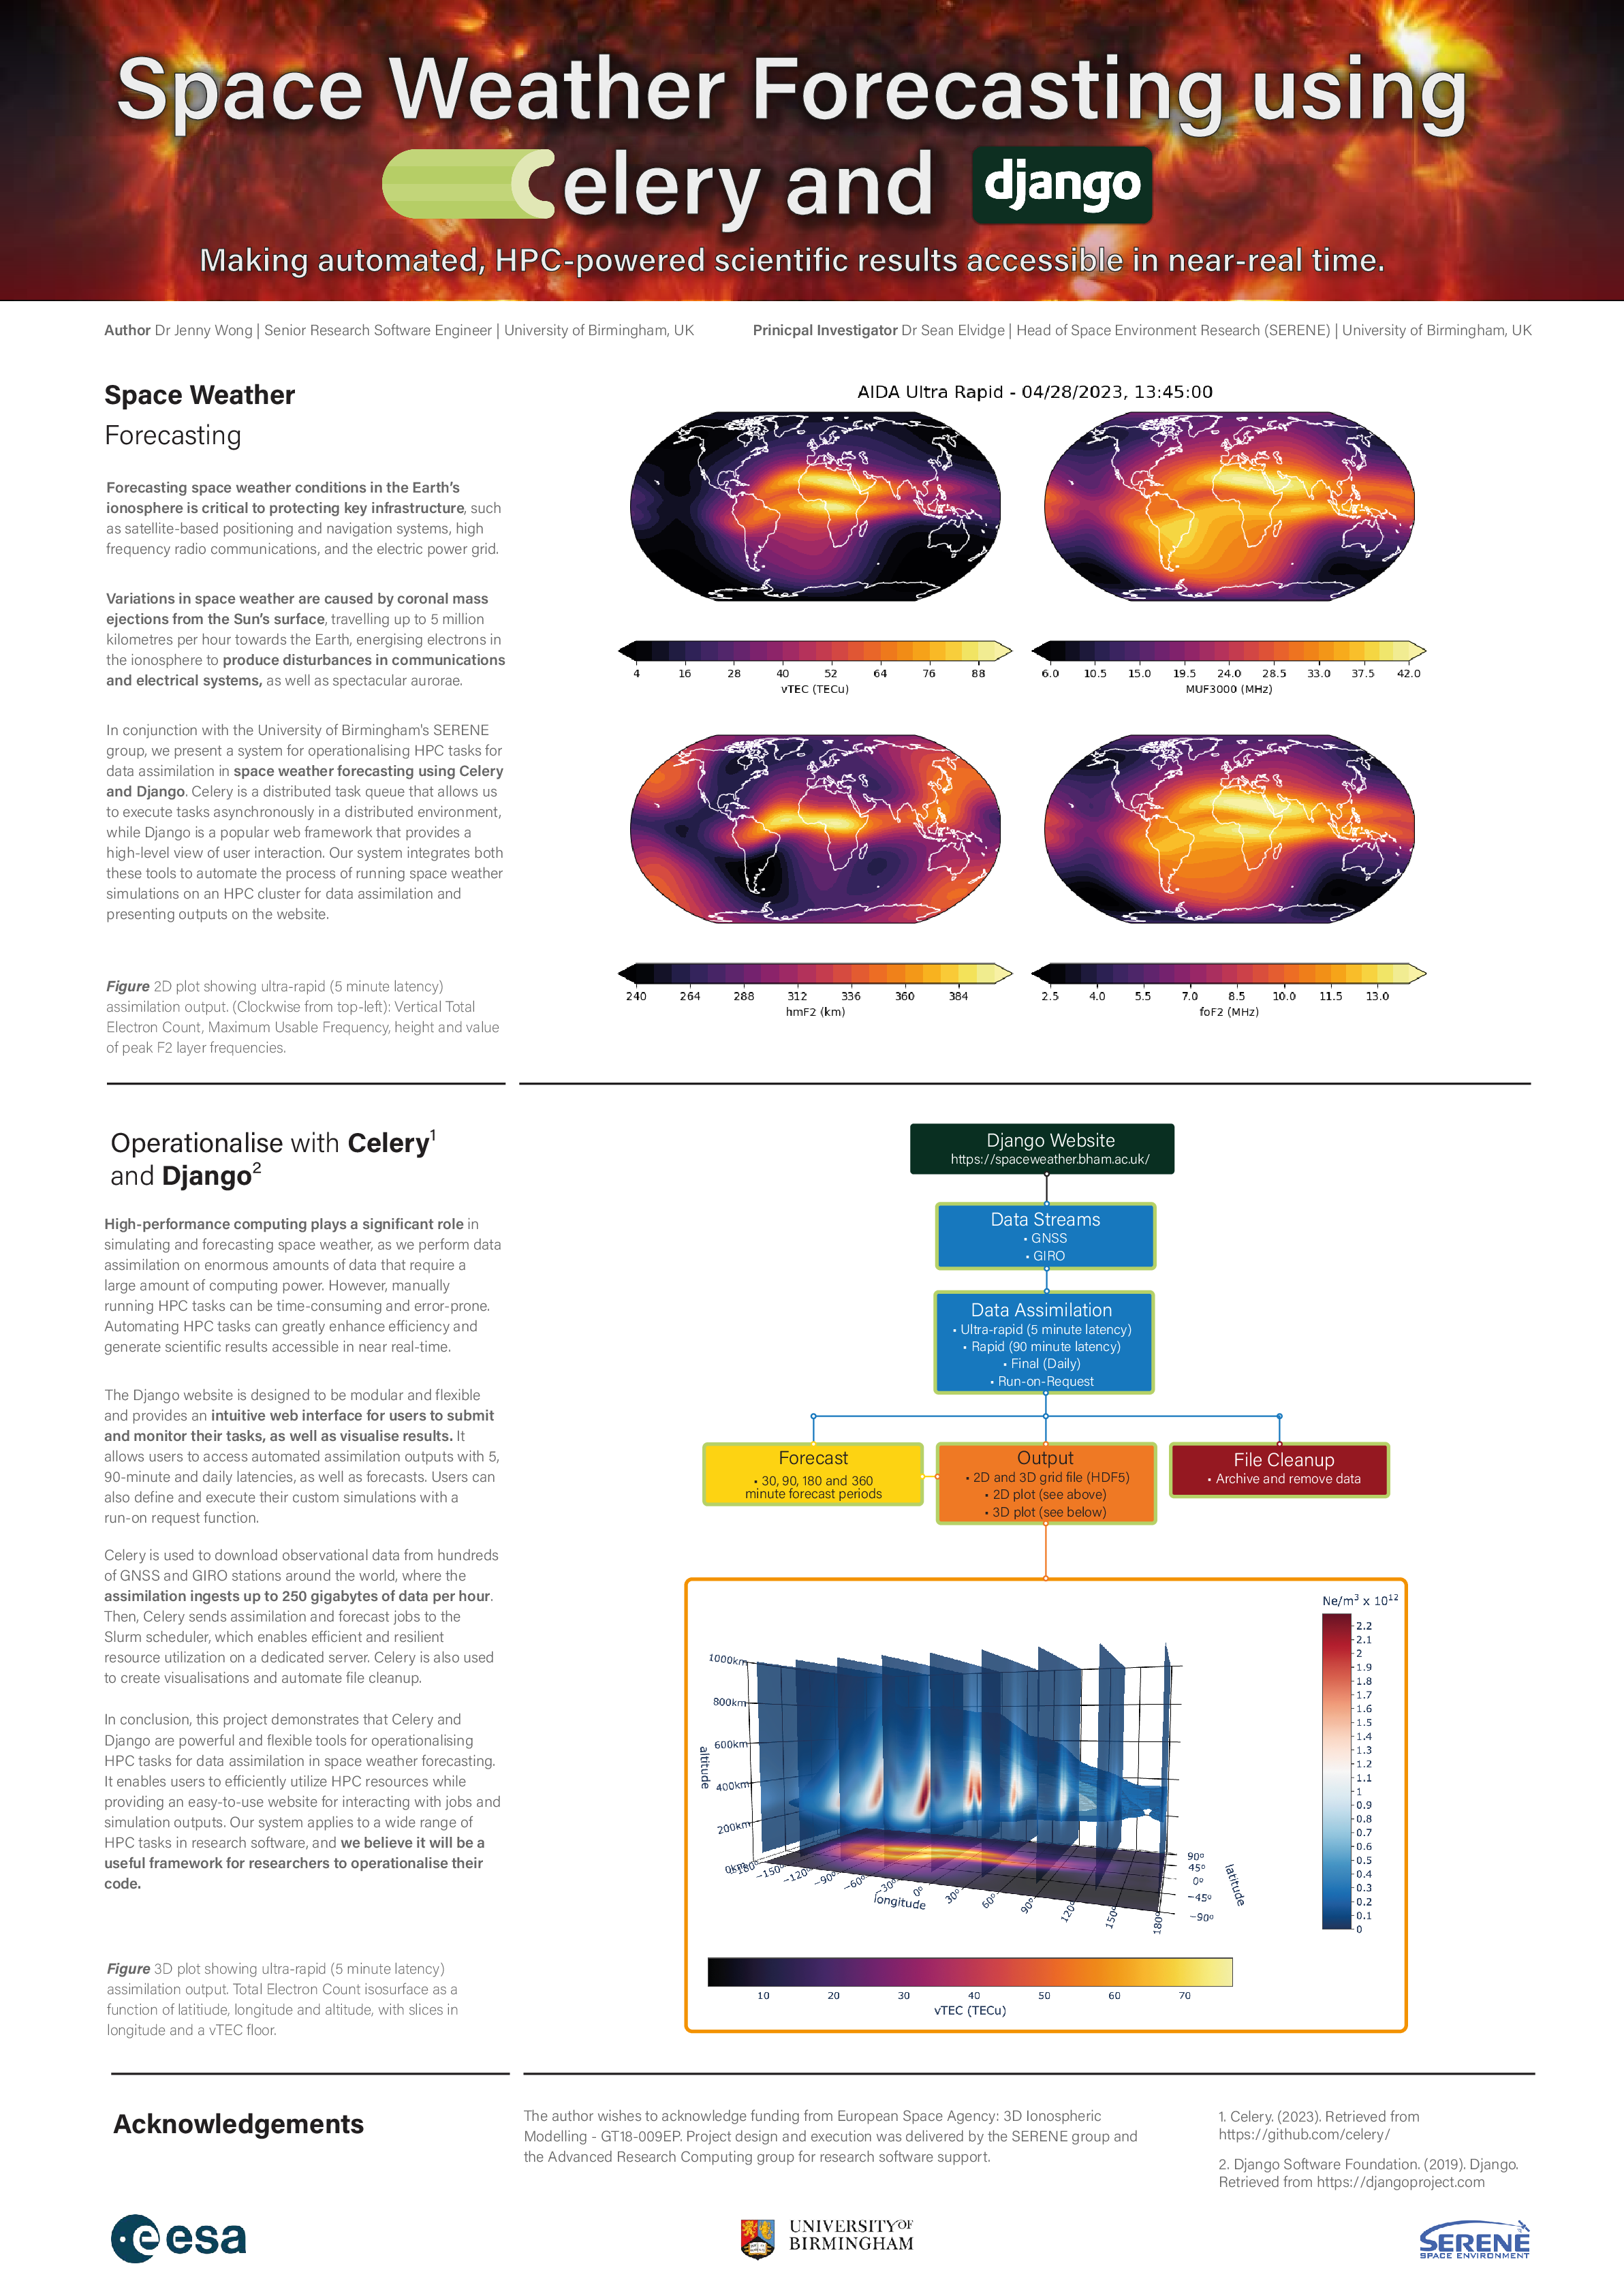 Space Weather Forecasting using
Celery and django
Making automated, HPC-powered scientific results accessible in near-real time.
Author Dr Jenny Wong | Senior Research Software Engineer | University of Birmingham, UK
Prinicpal Investigator Dr Sean Elvidge | Head of Space Environment Research (SERENE) | University of Birmingham, UK
Space Weather
Forecasting
Forecasting space weather conditions in the Earth's
ionosphere is critical to protecting key infrastructure, such
as satellite-based positioning and navigation systems, high
frequency radio communications, and the electric power grid.
Variations in space weather are caused by coronal mass
ejections from the Sun's surface, travelling up to 5 million
kilometres per hour towards the Earth, energising electrons in
the ionosphere to produce disturbances in communications
and electrical systems, as well as spectacular aurorae.
In conjunction with the University of Birmingham's SERENE
group, we present a system for operationalising HPC tasks for
data assimilation in space weather forecasting using Celery
and Django. Celery is a distributed task queue that allows us
to execute tasks asynchronously in a distributed environment,
while Django is a popular web framework that provides a
high-level view of user interaction. Our system integrates both
these tools to automate the process of running space weather
simulations on an HPC cluster for data assimilation and
presenting outputs on the website.
Figure 2D plot showing ultra-rapid (5 minute latency)
assimilation output. (Clockwise from top-left): Vertical Total
Electron Count, Maximum Usable Frequency, height and value
of peak F2 layer frequencies.
AIDA Ultra Rapid - 04/28/2023, 13:45:00
4 16 28 40 52 64 76 88
vTEC (TECu)
6.0 10.5 15.0 19.5 24.0 28.5 33.0 37.5 42.0
MUF3000 (MHz)
240 264 288 312 336 360 384
hmF2 (km)
2.5 4.0 5.5 7.0 8.5 10.0 11.5 13.0
foF2 (MHz)
Operationalise with Celery1
and Django2
High-performance computing plays a significant role in
simulating and forecasting space weather, as we perform data
assimilation on enormous amounts of data that require a
large amount of computing power. However, manually
running HPC tasks can be time-consuming and error-prone.
Automating HPC tasks can greatly enhance efficiency and
generate scientific results accessible in near real-time.
The Django website is designed to be modular and flexible
and provides an intuitive web interface for users to submit
and monitor their tasks, as well as visualise results. It
allows users to access automated assimilation outputs with 5,
90-minute and daily latencies, as well as forecasts. Users can
also define and execute their custom simulations with a
run-on request function.
Celery is used to download observational data from hundreds
of GNSS and GIRO stations around the world, where the
assimilation ingests up to 250 gigabytes of data per hour.
Then, Celery sends assimilation and forecast jobs to the
Slurm scheduler, which enables efficient and resilient
resource utilization on a dedicated server. Celery is also used
to create visualisations and automate file cleanup.
In conclusion, this project demonstrates that Celery and
Django are powerful and flexible tools for operationalising
HPC tasks for data assimilation in space weather forecasting.
It enables users to efficiently utilize HPC resources while
providing an easy-to-use website for interacting with jobs and
simulation outputs. Our system applies to a wide range of
HPC tasks in research software, and we believe it will be a
useful framework for researchers to operationalise their
code.
Figure 3D plot showing ultra-rapid (5 minute latency)
assimilation output. Total Electron Count isosurface as a
function of latitiude, longitude and altitude, with slices in
longitude and a vTEC floor.
Django Website
https://spaceweather.bham.ac.uk/
Data Streams
• GNSS
• GIRO
Data Assimilation
• Ultra-rapid (5 minute latency)
• Rapid (90 minute latency)
• Final (Daily)
• Run-on-Request
Forecast
• 30, 90, 180 and 360
minute forecast periods
Output
• 2D and 3D grid file (HDF5)
• 2D plot (see above)
• 3D plot (see below)
File Cleanup
• Archive and remove data
Ne/m³ x 10¹²
2.2
2.1
2
1.9
1.8
1.7
1.6
1.5
1.4
1.3
1.2
1.1
1
0.9
0.8
0.7
0.6
0.5
0.4
0.3
0.2
0.1
0
1000km
800km
600km
400km
200km
0km
altitude
−180° −150° −120° −90° −60° −30° 0° 30° 60° 90° 120° 150° 180°
longitude
90°
45°
0°
−45°
−90°
latitude
10 20 30 40 50 60 70
vTEC (TECu)
Acknowledgements
The author wishes to acknowledge funding from European Space Agency: 3D Ionospheric
Modelling - GT18-009EP. Project design and execution was delivered by the SERENE group and
the Advanced Research Computing group for research software support.
1. Celery. (2023). Retrieved from
https://github.com/celery/
2. Django Software Foundation. (2019). Django.
Retrieved from https://djangoproject.com
esa
UNIVERSITY OF
BIRMINGHAM
SERENE
SPACE ENVIRONMENT